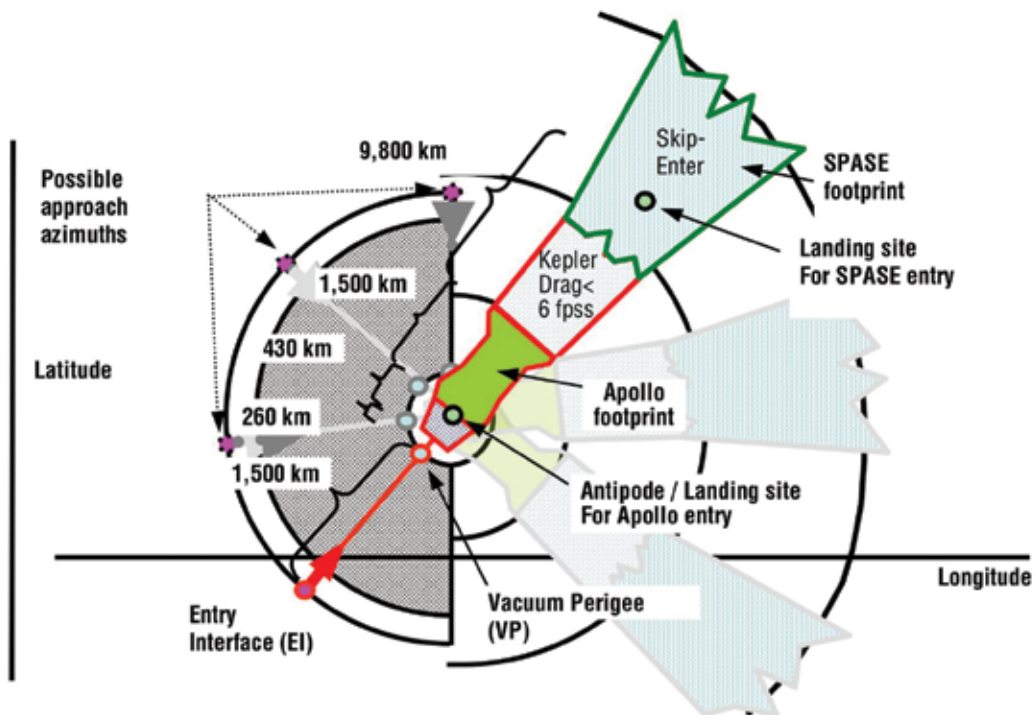 9,800 km
Possible
approach
azimuths
Skip-
Enter
SPASE
footprint
Landing site
For SPASE entry
1,500 km
Kepler
Drag<
6 fpss
430 km
Latitude
Apollo
footprint
260 km
1,500 km
Antipode / Landing site
For Apollo entry
Longitude
Vacuum Perigee
(VP)
Entry
Interface (EI)